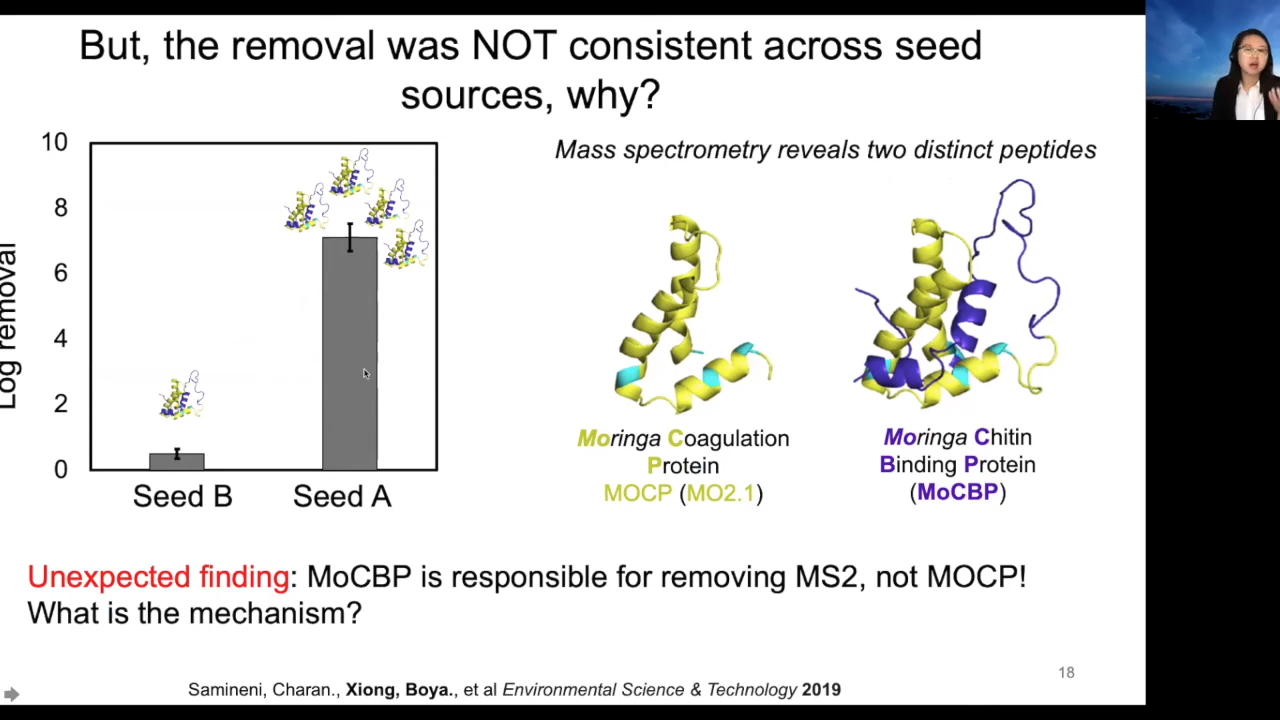 But, the removal was NOT consistent across seed
sources, why?
Mass spectrometry reveals two distinct peptides
Log removal
10
8
6
4
2
0
Seed B
Seed A
Moringa Coagulation
Protein
MOCP (MO2.1)
Moringa Chitin
Binding Protein
(MoCBP)
Unexpected finding: MoCBP is responsible for removing MS2, not MOCP!
What is the mechanism?
18
Samineni, Charan., Xiong, Boya., et al Environmental Science & Technology 2019